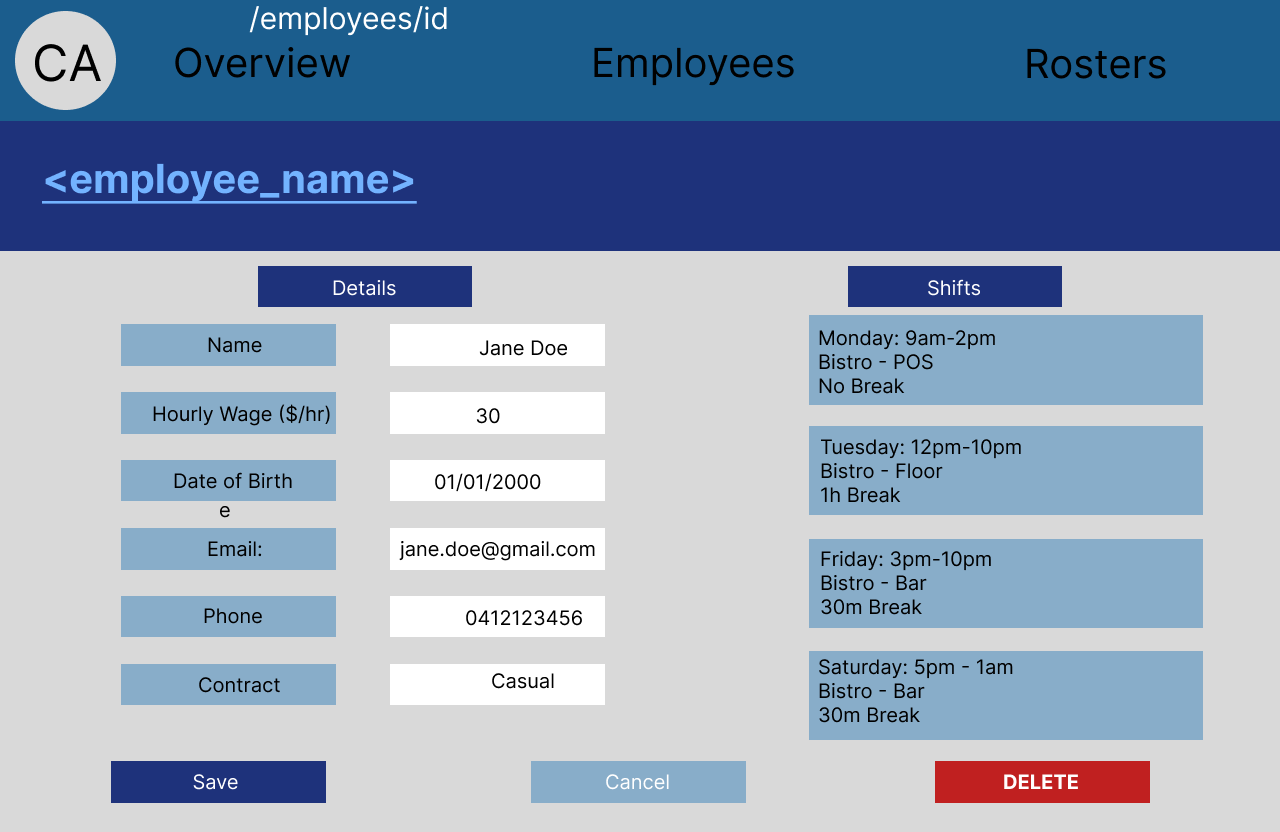 /employees/id
CA
Overview
Employees
Rosters
<employee_name>
Details
Name
Jane Doe
Hourly Wage ($/hr)
30
Date of Birth
e
01/01/2000
Email:
jane.doe@gmail.com
Phone
0412123456
Contract
Casual
Shifts
Monday: 9am-2pm
Bistro - POS
No Break
Tuesday: 12pm-10pm
Bistro - Floor
1h Break
Friday: 3pm-10pm
Bistro - Bar
30m Break
Saturday: 5pm - 1am
Bistro - Bar
30m Break
Save
Cancel
DELETE